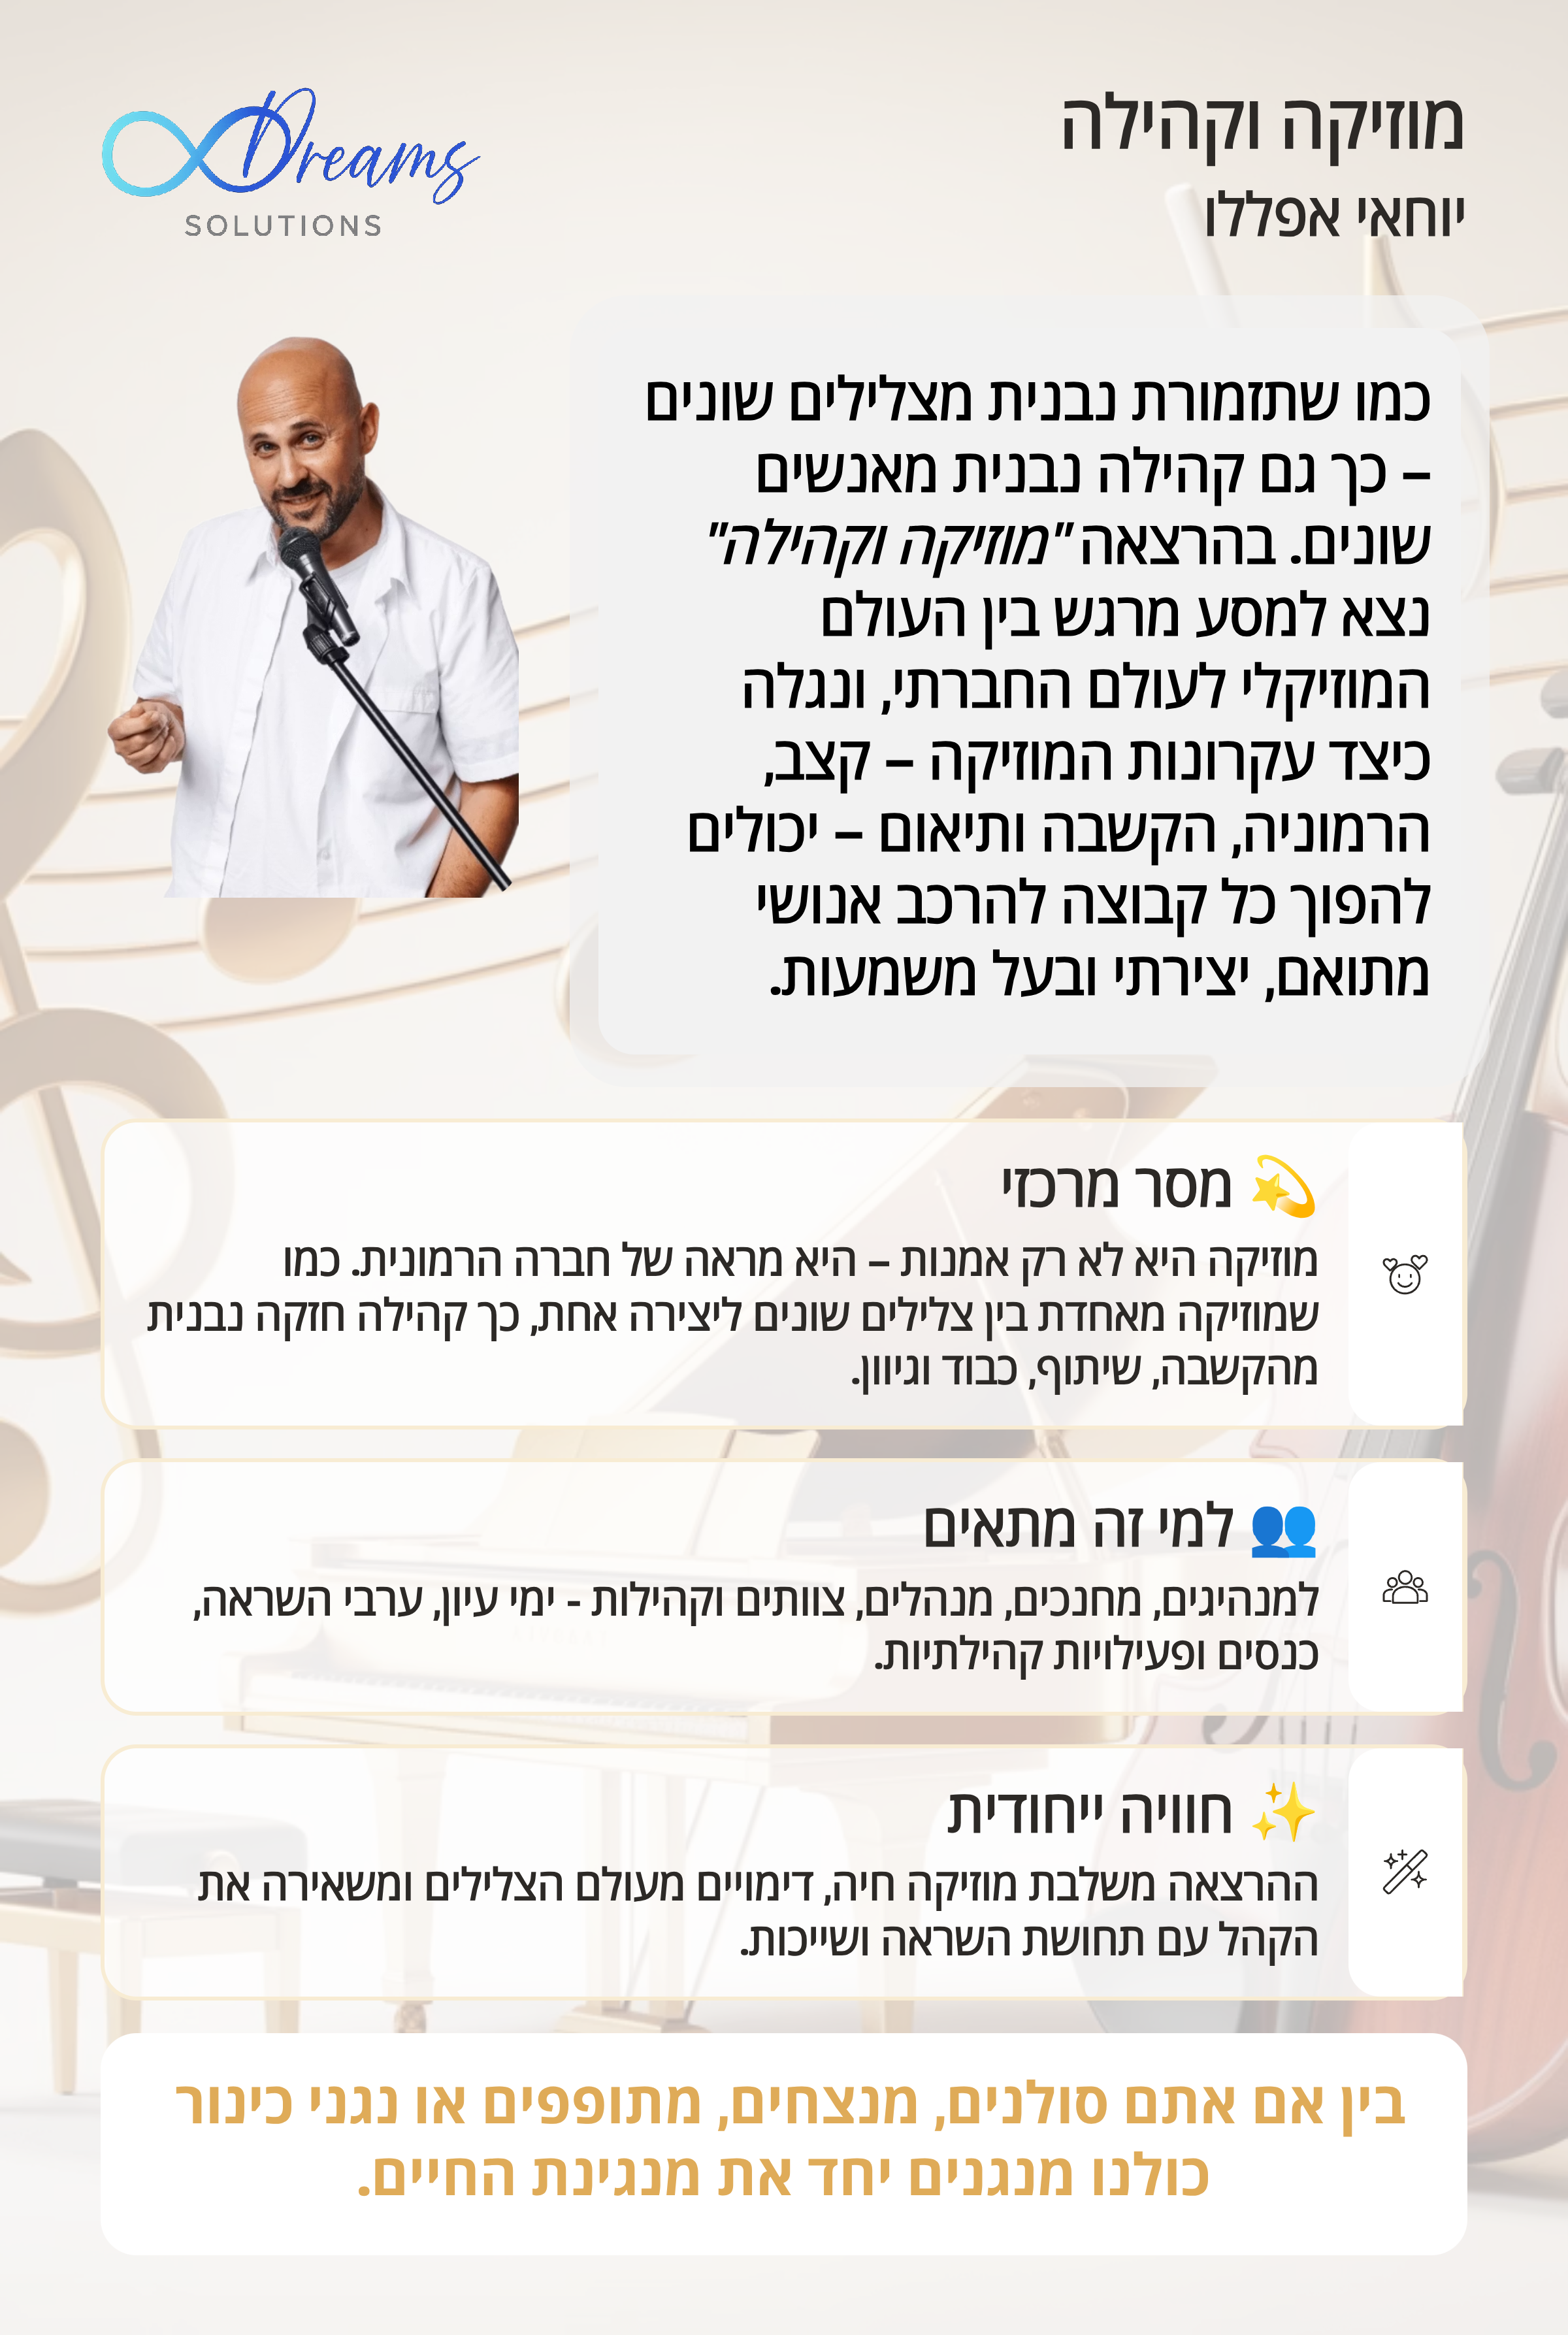 מוזיקה וקהילה
יוחאי אפללו
Dreams
SOLUTIONS
כמו שתזמורת נבנית מצלילים שונים
– כך גם קהילה נבנית מאנשים
שונים. בהרצאה "מוזיקה וקהילה"
נצא למסע מרגש בין העולם
המוזיקלי לעולם החברתי, ונגלה
כיצד עקרונות המוזיקה – קצב,
הרמוניה, הקשבה ותיאום – יכולים
להפוך כל קבוצה להרכב אנושי
מתואם, יצירתי ובעל משמעות.
💫 מסר מרכזי
מוזיקה היא לא רק אמנות – היא מראה של חברה הרמונית. כמו
שמוזיקה מאחדת בין צלילים שונים ליצירה אחת, כך קהילה חזקה נבנית
מהקשבה, שיתוף, כבוד וגיוון.
👥 למי זה מתאים
למנהיגים, מחנכים, מנהלים, צוותים וקהילות - ימי עיון, ערבי השראה,
כנסים ופעילויות קהילתיות.
✨ חוויה ייחודית
ההרצאה משלבת מוזיקה חיה, דימויים מעולם הצלילים ומשאירה את
הקהל עם תחושת השראה ושייכות.
בין אם אתם סולנים, מנצחים, מתופפים או נגני כינור
כולנו מנגנים יחד את מנגינת החיים.